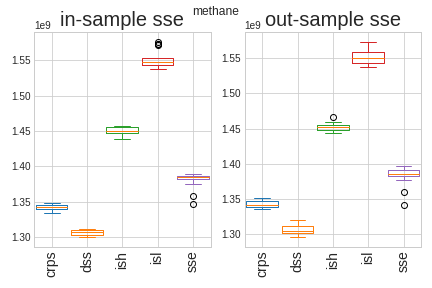 methane
in-sample sse
1e9
1.55
1.50
1.45
1.40
1.35
1.30
crps
dss
ish
isl
sse
out-sample sse
1e9
1.55
1.50
1.45
1.40
1.35
1.30
crps
dss
ish
isl
sse